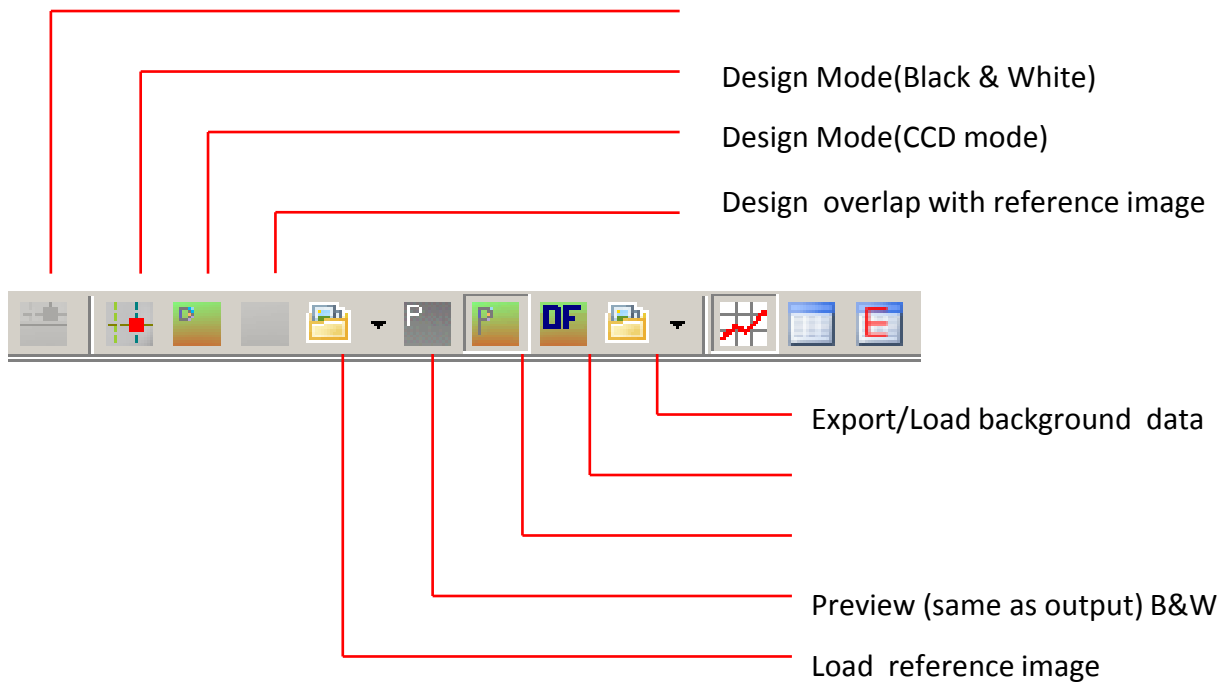 Design Mode(Black & White)
Design Mode(CCD mode)
Design overlap with reference image
D P P DF E
Export/Load background data
Preview (same as output) B&W
Load reference image